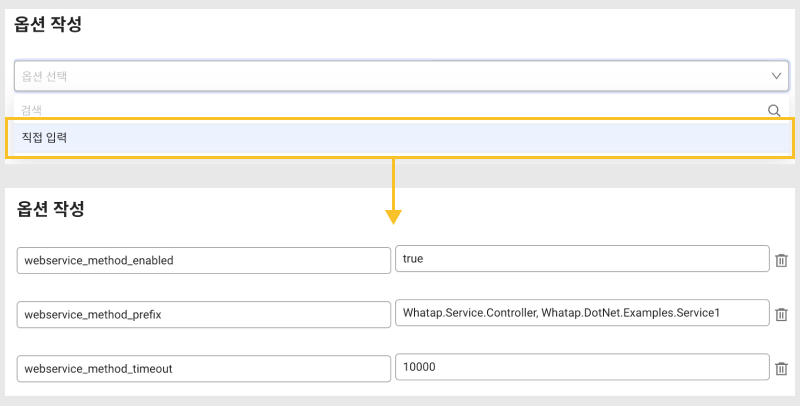 옵션 작성
옵션 선택
검색
직접 입력
옵션 작성
webservice_method_enabled true
webservice_method_prefix Whatap.Service.Controller, Whatap.DotNet.Examples.Service1
webservice_method_timeout 10000